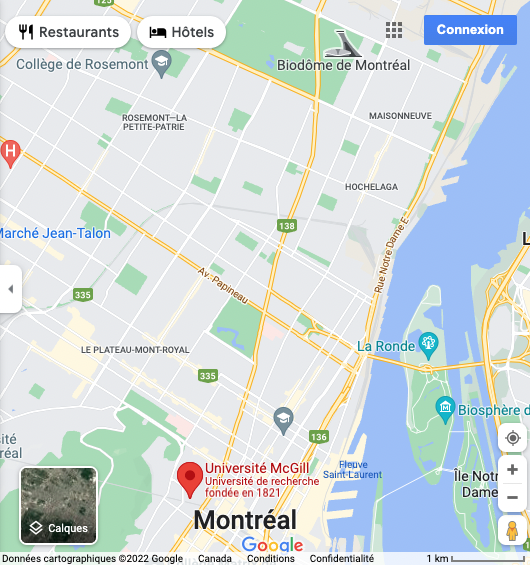 Restaurants
Hôtels
Connexion
Collège de Rosemont
Biodôme de Montréal
ROSEMONT—LA
PETITE-PATRIE
MAISONNEUVE
H
HOCHELAGA
Marché Jean-Talon
138
Rue Notre Dame E
L
335
Av. Papineau
La Ronde
LE PLATEAU-MONT-ROYAL
335
Biosphère d
136
sité
réal
Fleuve
Saint-Laurent
Université McGill
Université de recherche
fondée en 1821
Île Notr
Dame
Calques
Montréal
Google
Données cartographiques ©2022 Google
Canada
Conditions
Confidentialité
1 km